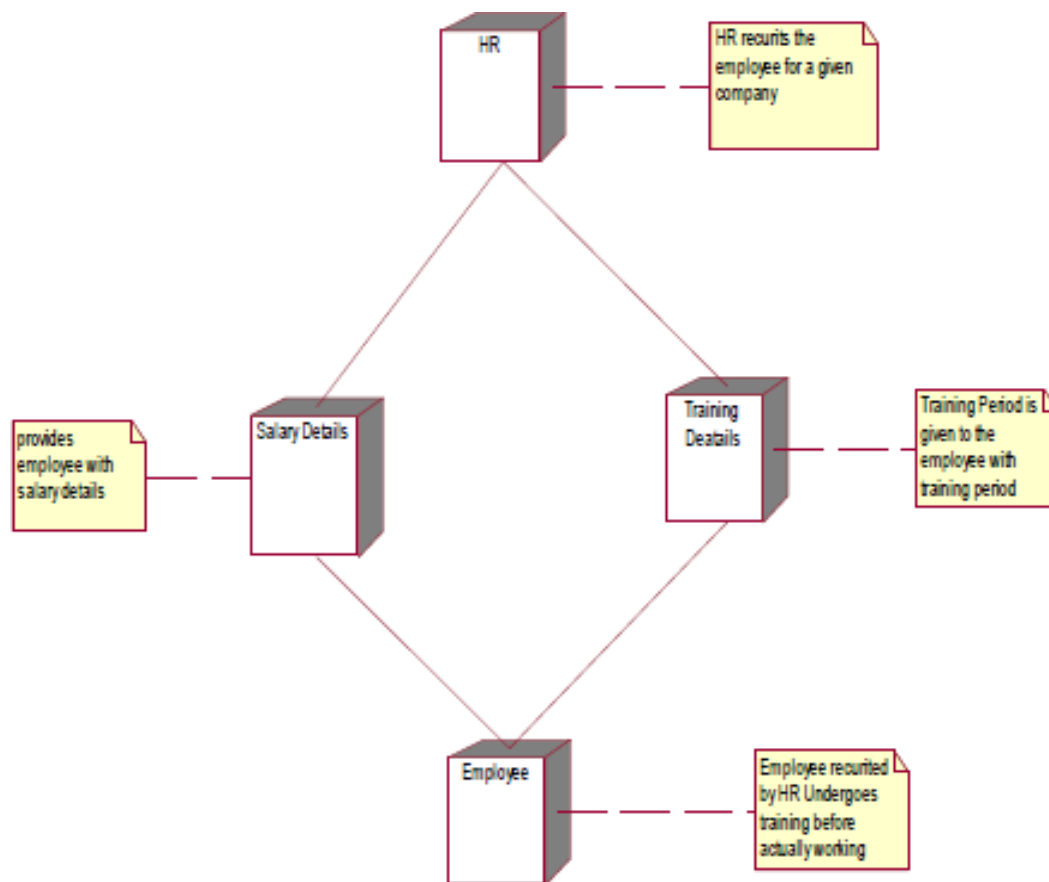 HR
HR recurits the
employee for a given
company
Salary Details
provides
employee with
salary details
Training
Deatails
Training Period is
given to the
employee with
training period
Employee
Employee recurited
by HR Undergoes
training before
actually working